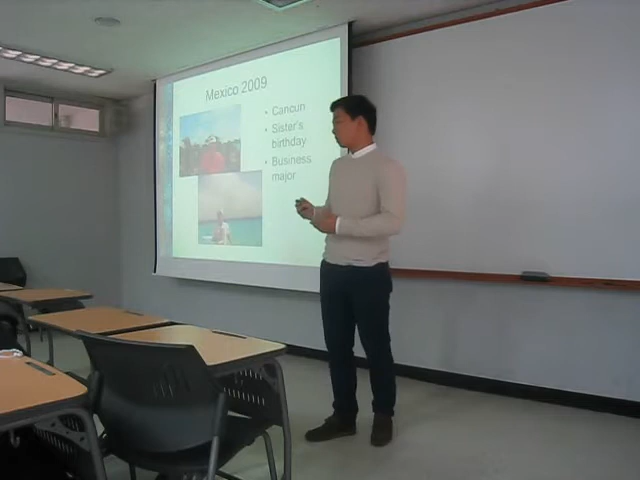 Mexico 2009
• Cancun
• Sister's
birthday
• Business
major